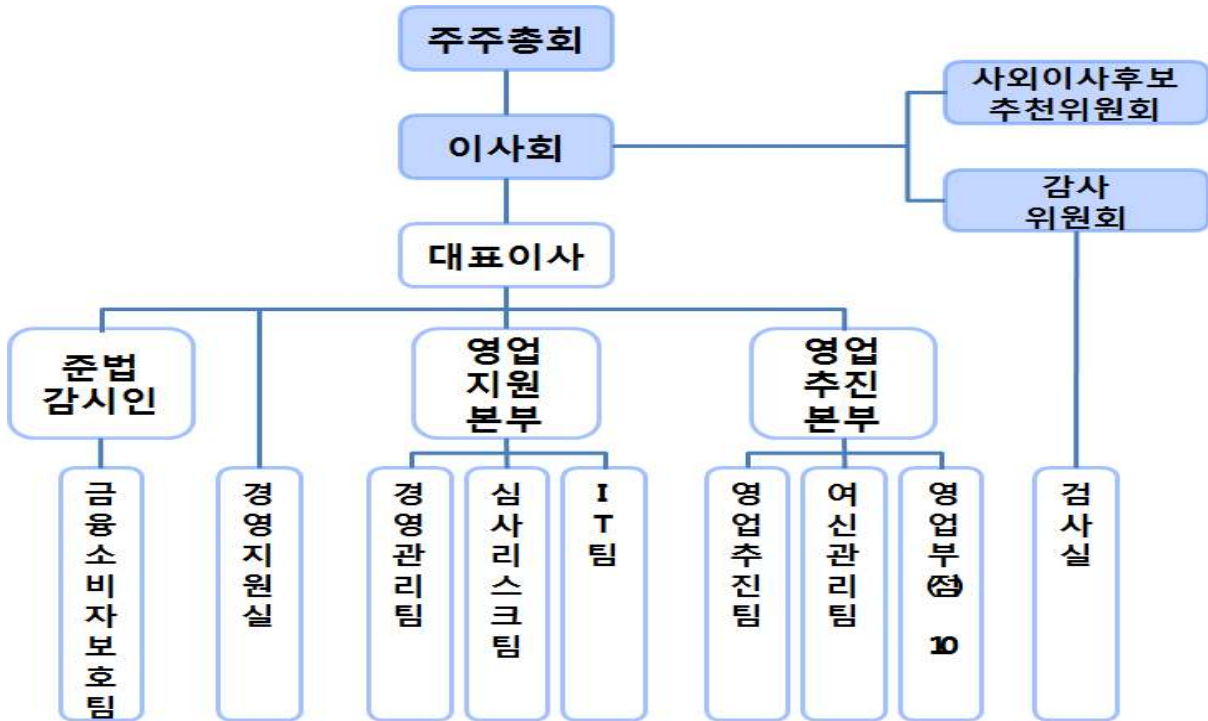 주주총회
사외이사후보
추천위원회
이사회
감사
위원회
대표이사
준법
감시인
영업
지원
본부
영업
추진
본부
금융소비자보호팀
경영지원실
경영관리팀
심사리스크팀
IT팀
영업추진팀
여신관리팀
영업부(점) 10
검사실